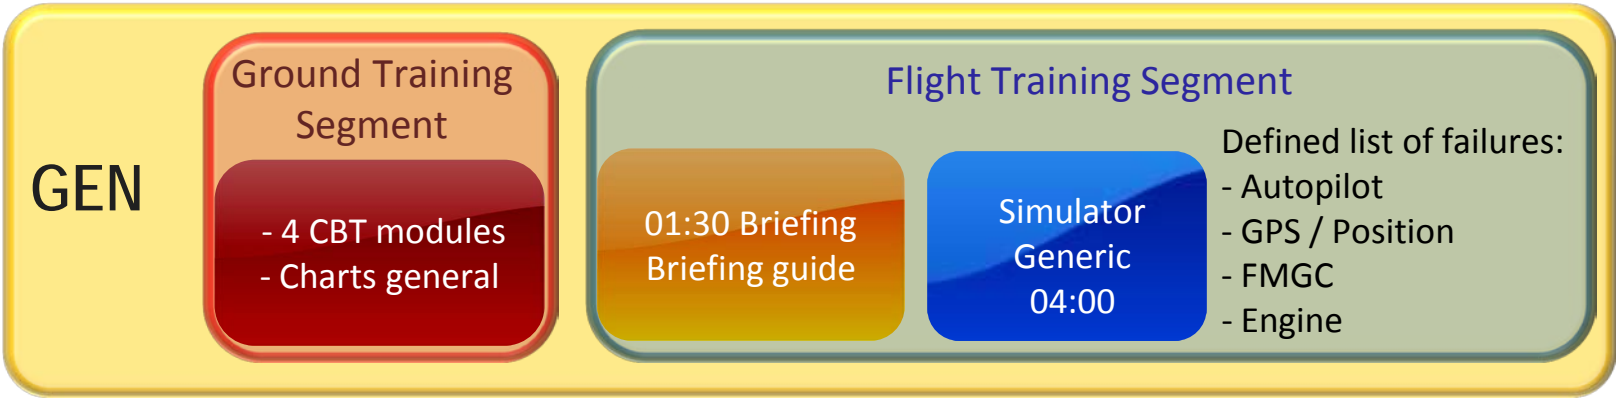 GEN
Ground Training
Segment
- 4 CBT modules
- Charts general
Flight Training Segment
01:30 Briefing
Briefing guide
Simulator
Generic
04:00
Defined list of failures:
- Autopilot
- GPS / Position
- FMGC
- Engine